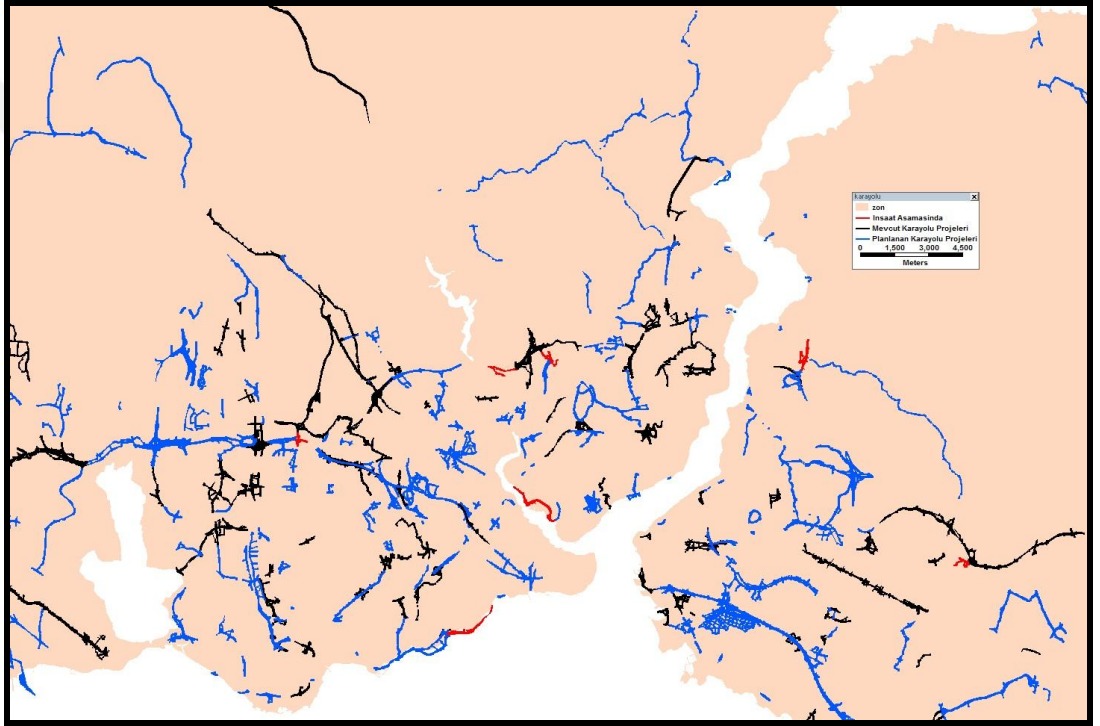 karayolu
zon
Insaat Asamasinda
Mevcut Karayolu Projeleri
Planlanan Karayolu Projeleri
0 1,500 3,000 4,500
Meters